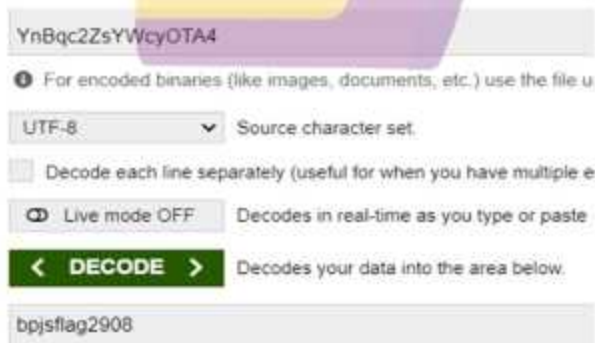 YnBqc2ZsYWcyOTA4
For encoded binaries (like images, documents, etc.) use the file u
UTF-8 Source character set.
Decode each line separately (useful for when you have multiple e
Live mode OFF Decodes in real-time as you type or paste
< DECODE > Decodes your data into the area below.
bpjsflag2908